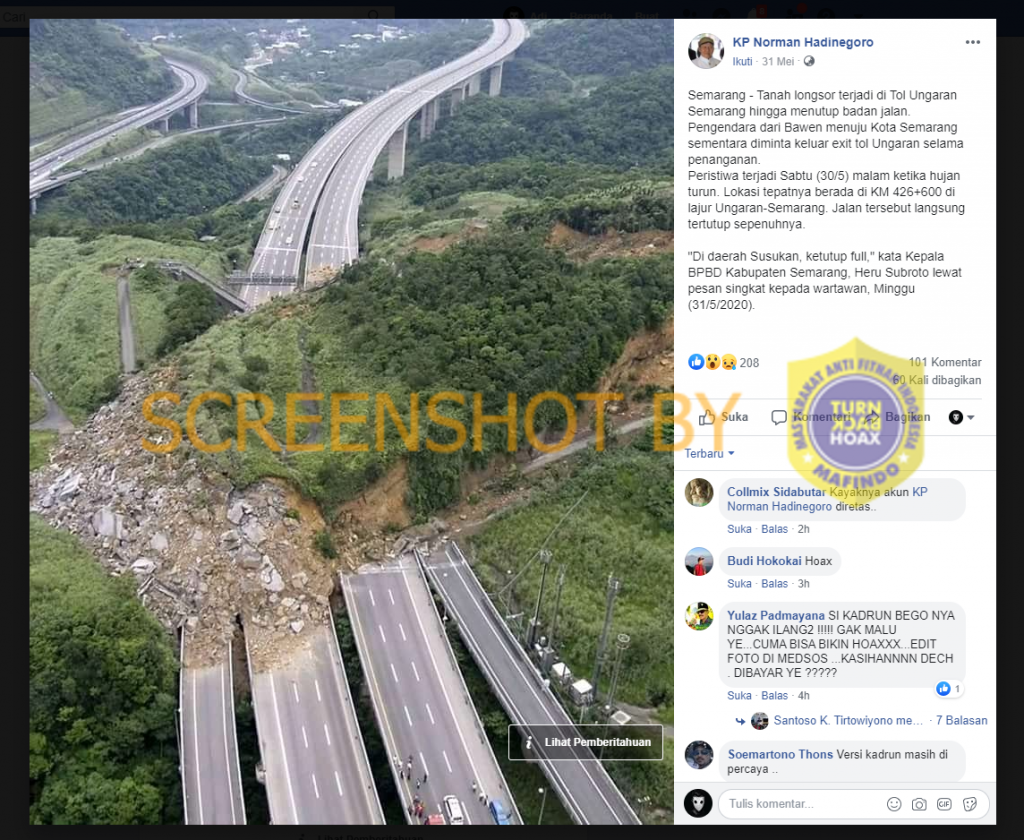 Cari
KP Norman Hadinegoro
Ikuti · 31 Mei ·
Semarang - Tanah longsor terjadi di Tol Ungaran
Semarang hingga menutup badan jalan.
Pengendara dari Bawen menuju Kota Semarang
sementara diminta keluar exit tol Ungaran selama
penanganan.
Peristiwa terjadi Sabtu (30/5) malam ketika hujan
turun. Lokasi tepatnya berada di KM 426+600 di
lajur Ungaran-Semarang. Jalan tersebut langsung
tertutup sepenuhnya.
"Di daerah Susukan, ketutup full," kata Kepala
BPBD Kabupaten Semarang, Heru Subroto lewat
pesan singkat kepada wartawan, Minggu
(31/5/2020).
208
101 Komentar
60 Kali dibagikan
Suka
Komentari
Bagikan
SCREENSHOT BY
MASYARAKAT ANTI FITNAH INDONESIA
TURN
BACK
HOAX
MAFINDO
Terbaru
Collmix Sidabutar Kayaknya akun KP
Norman Hadinegoro diretas..
Suka · Balas · 2h
Budi Hokokai Hoax
Suka · Balas · 3h
Yulaz Padmayana SI KADRUN BEGO NYA
NGGAK ILANG2 !!!!! GAK MALU
YE...CUMA BISA BIKIN HOAXXX...EDIT
FOTO DI MEDSOS ...KASIHANNNN DECH
. DIBAYAR YE ?????
1
Suka · Balas · 4h
Santoso K. Tirtowiyono me... · 7 Balasan
Soemartono Thons Versi kadrun masih di
percaya ..
Lihat Pemberitahuan
Tulis komentar...
GIF
Lihat Pemberitahuan